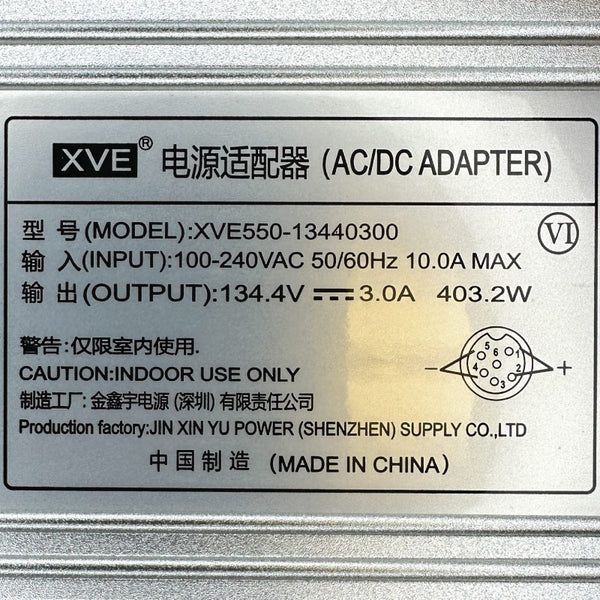 XVE® 电源适配器 (AC/DC ADAPTER)
型 号(MODEL):XVE550-13440300
VI
输 入(INPUT):100-240VAC 50/60Hz 10.0A MAX
输 出(OUTPUT):134.4V ⎓ 3.0A 403.2W
警告:仅限室内使用.
CAUTION:INDOOR USE ONLY
- 5 6 1 4 2 3 +
制造工厂: 金鑫宇电源 (深圳) 有限责任公司
Production factory:JIN XIN YU POWER (SHENZHEN) SUPPLY CO.,LTD
中国制造 (MADE IN CHINA)